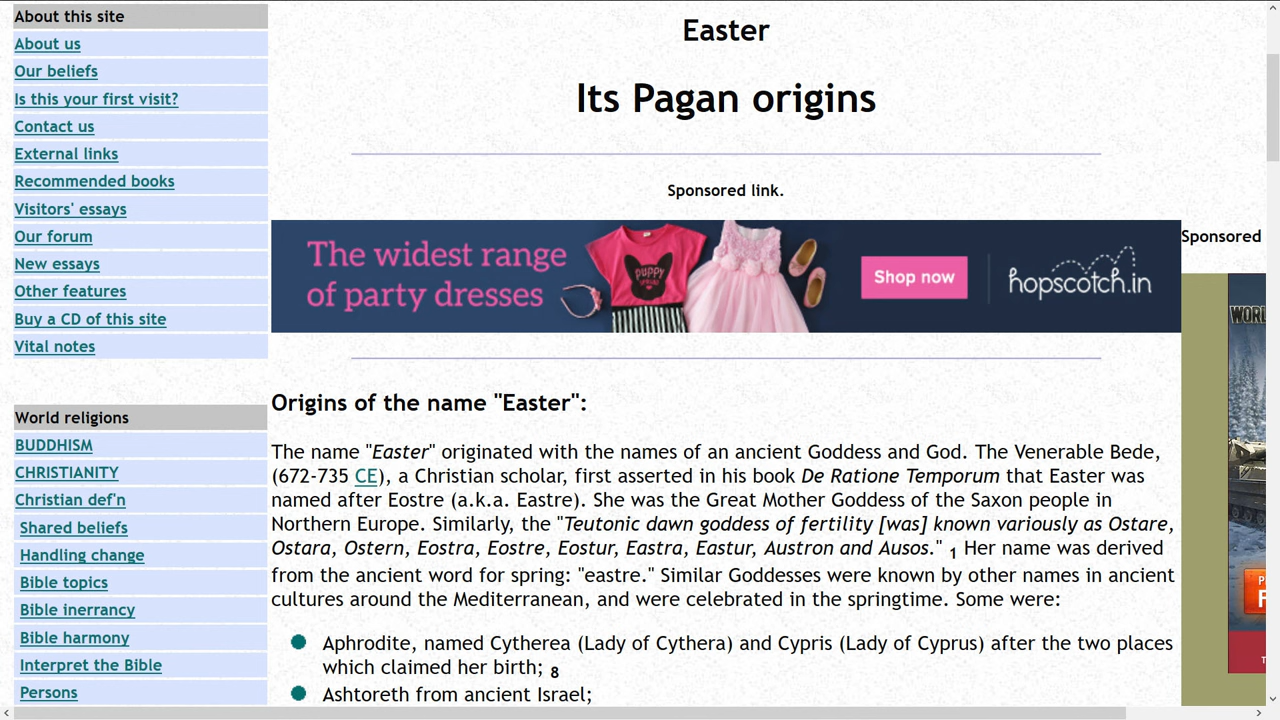 About this site
About us
Our beliefs
Is this your first visit?
Contact us
External links
Recommended books
Visitors' essays
Our forum
New essays
Other features
Buy a CD of this site
Vital notes
World religions
BUDDHISM
CHRISTIANITY
Christian def'n
Shared beliefs
Handling change
Bible topics
Bible inerrancy
Bible harmony
Interpret the Bible
Persons
Easter
Its Pagan origins
Sponsored link.
The widest range
of party dresses
puppy
Shop now
hopscotch.in
Origins of the name "Easter":
The name "Easter" originated with the names of an ancient Goddess and God. The Venerable Bede,
(672-735 CE), a Christian scholar, first asserted in his book De Ratione Temporum that Easter was
named after Eostre (a.k.a. Eastre). She was the Great Mother Goddess of the Saxon people in
Northern Europe. Similarly, the "Teutonic dawn goddess of fertility [was] known variously as Ostare,
Ostara, Ostern, Eostra, Eostre, Eostur, Eastra, Eastur, Austron and Ausos." 1 Her name was derived
from the ancient word for spring: "eastre." Similar Goddesses were known by other names in ancient
cultures around the Mediterranean, and were celebrated in the springtime. Some were:
Aphrodite, named Cytherea (Lady of Cythera) and Cypris (Lady of Cyprus) after the two places
which claimed her birth; 8
Ashtoreth from ancient Israel;
Sponsored
WORL